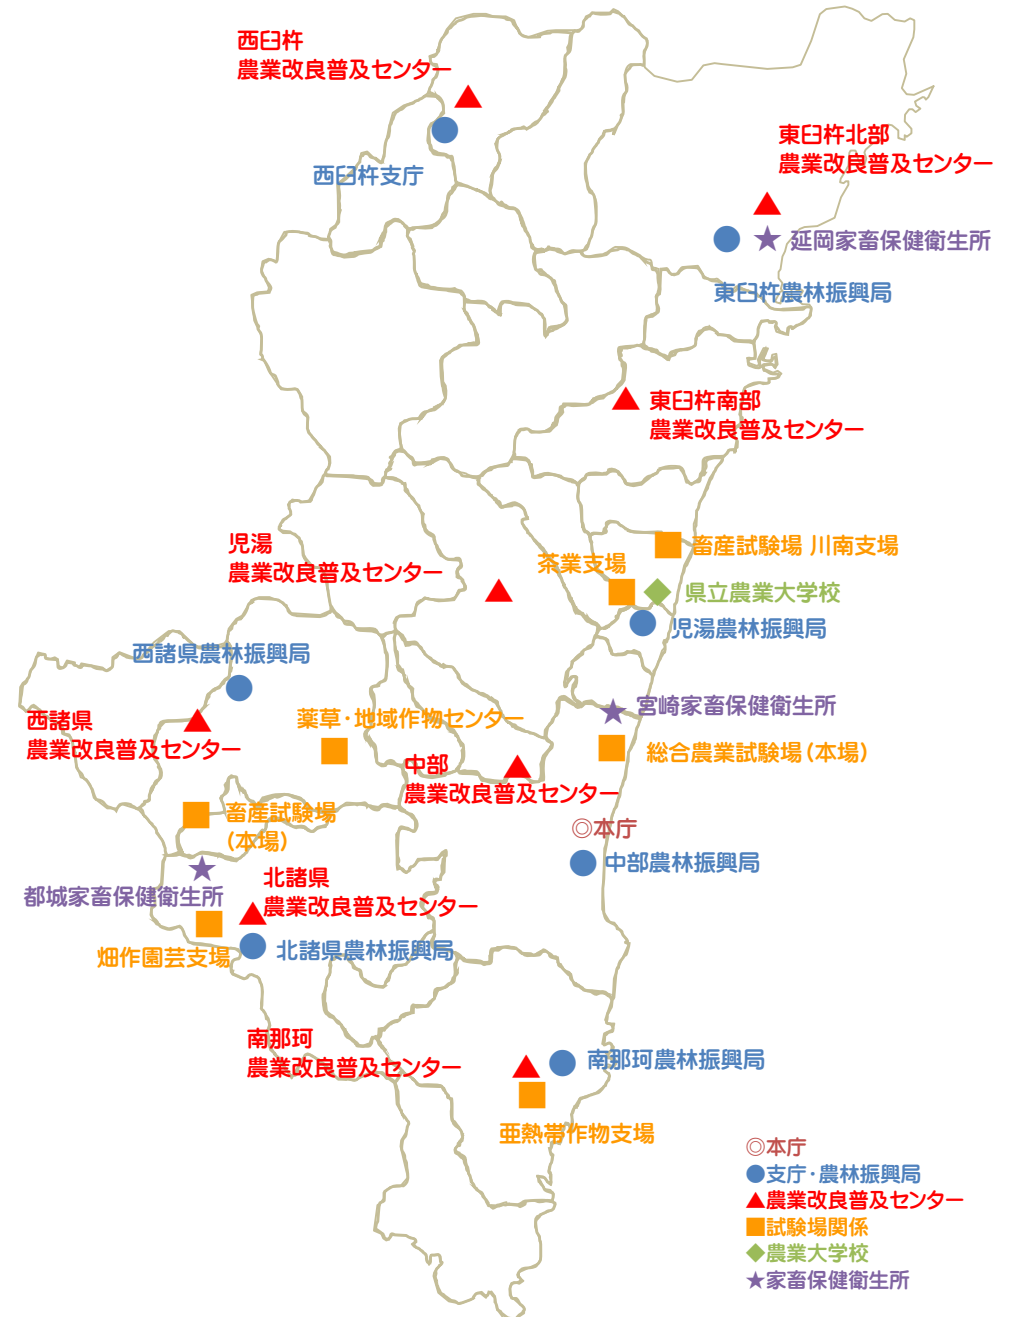 西臼杵
農業改良普及センター
西臼杵支庁
東臼杵北部
農業改良普及センター
延岡家畜保健衛生所
東臼杵農林振興局
東臼杵南部
農業改良普及センター
児湯
農業改良普及センター
茶業支場
畜産試験場 川南支場
県立農業大学校
児湯農林振興局
西諸県農林振興局
西諸県
農業改良普及センター
薬草・地域作物センター
宮崎家畜保健衛生所
総合農業試験場(本場)
中部
農業改良普及センター
畜産試験場
(本場)
◎本庁
中部農林振興局
都城家畜保健衛生所
北諸県
農業改良普及センター
畑作園芸支場
北諸県農林振興局
南那珂
農業改良普及センター
南那珂農林振興局
亜熱帯作物支場
◎本庁
●支庁・農林振興局
▲農業改良普及センター
■試験場関係
◆農業大学校
★家畜保健衛生所